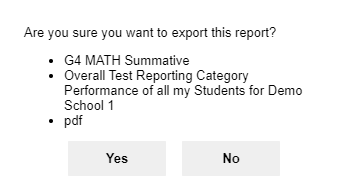 Are you sure you want to export this report?
• G4 MATH Summative
• Overall Test Reporting Category
Performance of all my Students for Demo
School 1
• pdf
Yes No